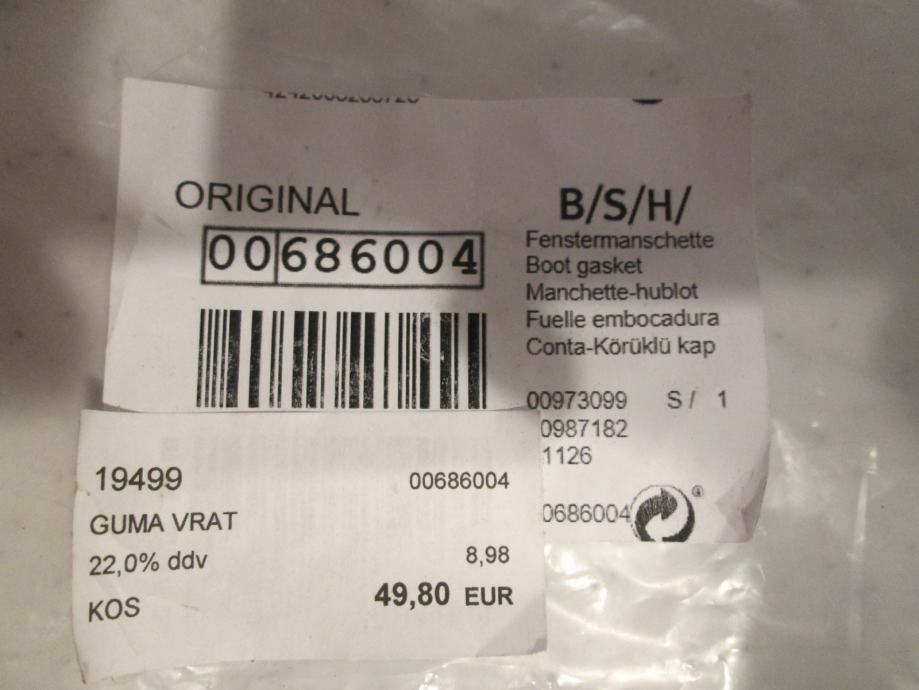 ORIGINAL
00686004
B/S/H/
Fenstermanschette
Boot gasket
Manchette-hublot
Fuelle embocadura
Conta-Körüklü kap
00973099 S / 1
0987182
1126
0686004
19499 00686004
GUMA VRAT
22,0% ddv 8,98
KOS 49,80 EUR